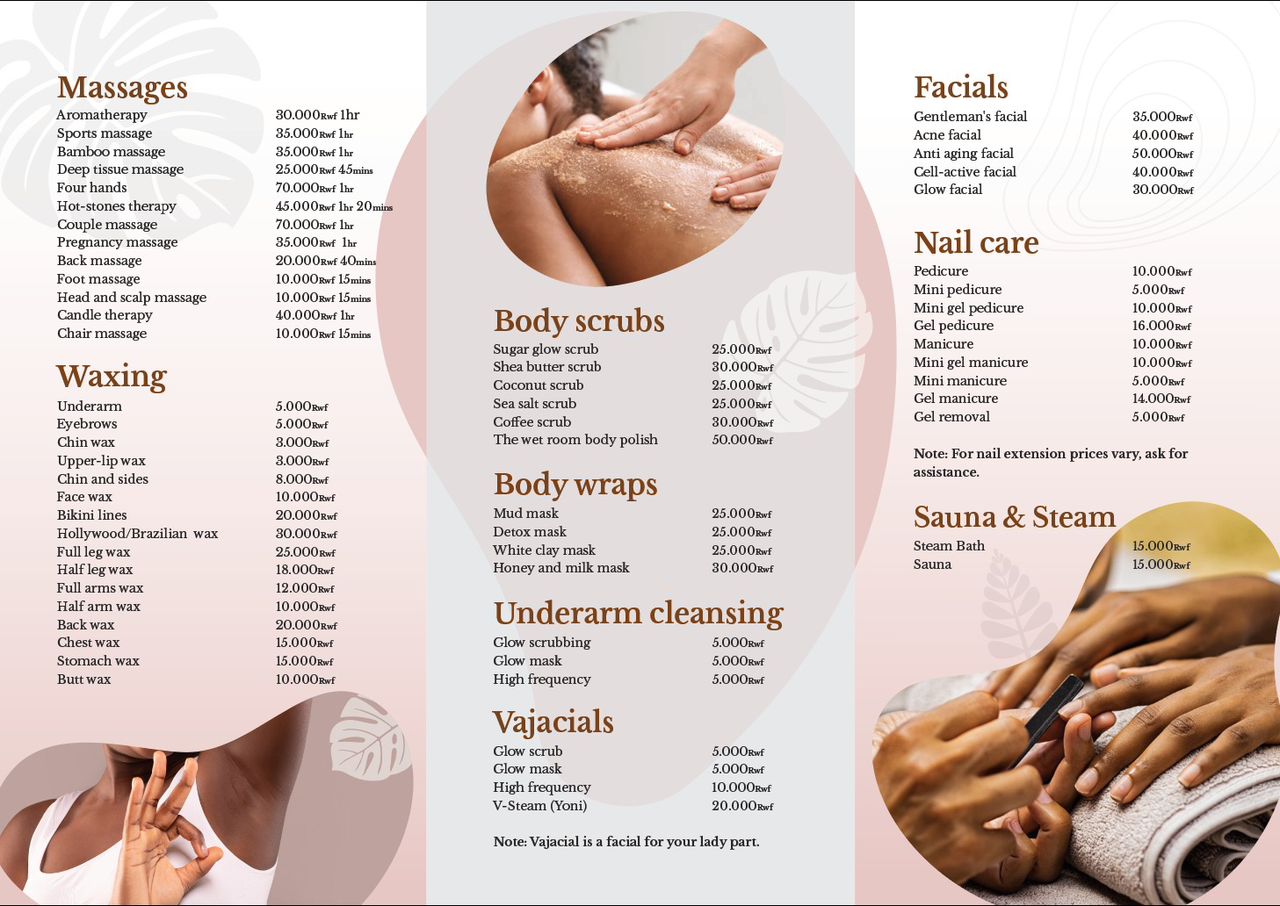 Massages
Aromatherapy 30.000Rwf 1hr
Sports massage 35.000Rwf 1hr
Bamboo massage 35.000Rwf 1hr
Deep tissue massage 25.000Rwf 45mins
Four hands 70.000Rwf 1hr
Hot-stones therapy 45.000Rwf 1hr 20mins
Couple massage 70.000Rwf 1hr
Pregnancy massage 35.000Rwf 1hr
Back massage 20.000Rwf 40mins
Foot massage 10.000Rwf 15mins
Head and scalp massage 10.000Rwf 15mins
Candle therapy 40.000Rwf 1hr
Chair massage 10.000Rwf 15mins
Waxing
Underarm 5.000Rwf
Eyebrows 5.000Rwf
Chin wax 3.000Rwf
Upper-lip wax 3.000Rwf
Chin and sides 8.000Rwf
Face wax 10.000Rwf
Bikini lines 20.000Rwf
Hollywood/Brazilian wax 30.000Rwf
Full leg wax 25.000Rwf
Half leg wax 18.000Rwf
Full arms wax 12.000Rwf
Half arm wax 10.000Rwf
Back wax 20.000Rwf
Chest wax 15.000Rwf
Stomach wax 15.000Rwf
Butt wax 10.000Rwf
Body scrubs
Sugar glow scrub 25.000Rwf
Shea butter scrub 30.000Rwf
Coconut scrub 25.000Rwf
Sea salt scrub 25.000Rwf
Coffee scrub 30.000Rwf
The wet room body polish 50.000Rwf
Body wraps
Mud mask 25.000Rwf
Detox mask 25.000Rwf
White clay mask 25.000Rwf
Honey and milk mask 30.000Rwf
Underarm cleansing
Glow scrubbing 5.000Rwf
Glow mask 5.000Rwf
High frequency 5.000Rwf
Vajacials
Glow scrub 5.000Rwf
Glow mask 5.000Rwf
High frequency 10.000Rwf
V-Steam (Yoni) 20.000Rwf
Note: Vajacial is a facial for your lady part.
Facials
Gentleman's facial 35.000Rwf
Acne facial 40.000Rwf
Anti aging facial 50.000Rwf
Cell-active facial 40.000Rwf
Glow facial 30.000Rwf
Nail care
Pedicure 10.000Rwf
Mini pedicure 5.000Rwf
Mini gel pedicure 10.000Rwf
Gel pedicure 16.000Rwf
Manicure 10.000Rwf
Mini gel manicure 10.000Rwf
Mini manicure 5.000Rwf
Gel manicure 14.000Rwf
Gel removal 5.000Rwf
Note: For nail extension prices vary, ask for
assistance.
Sauna & Steam
Steam Bath 15.000Rwf
Sauna 15.000Rwf